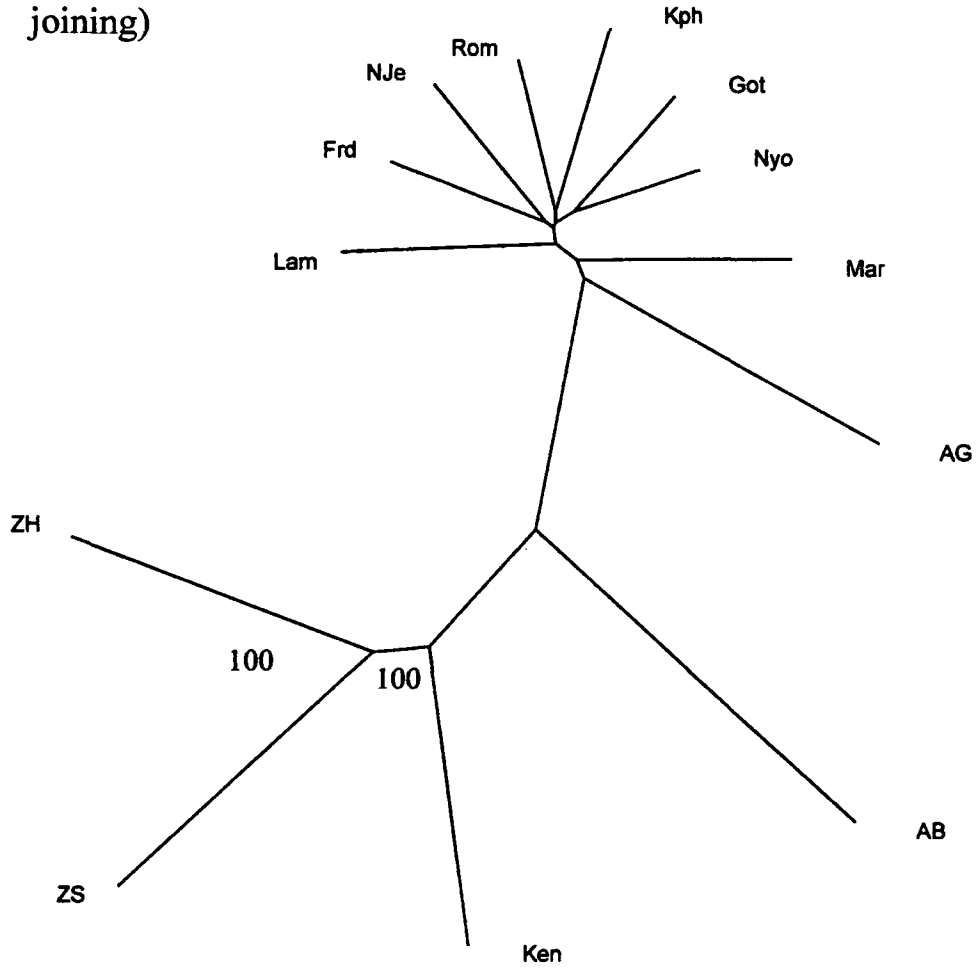 joining)
Kph
Rom
NJe
Got
Frd
Nyo
Lam
Mar
AG
ZH
100
100
AB
ZS
Ken